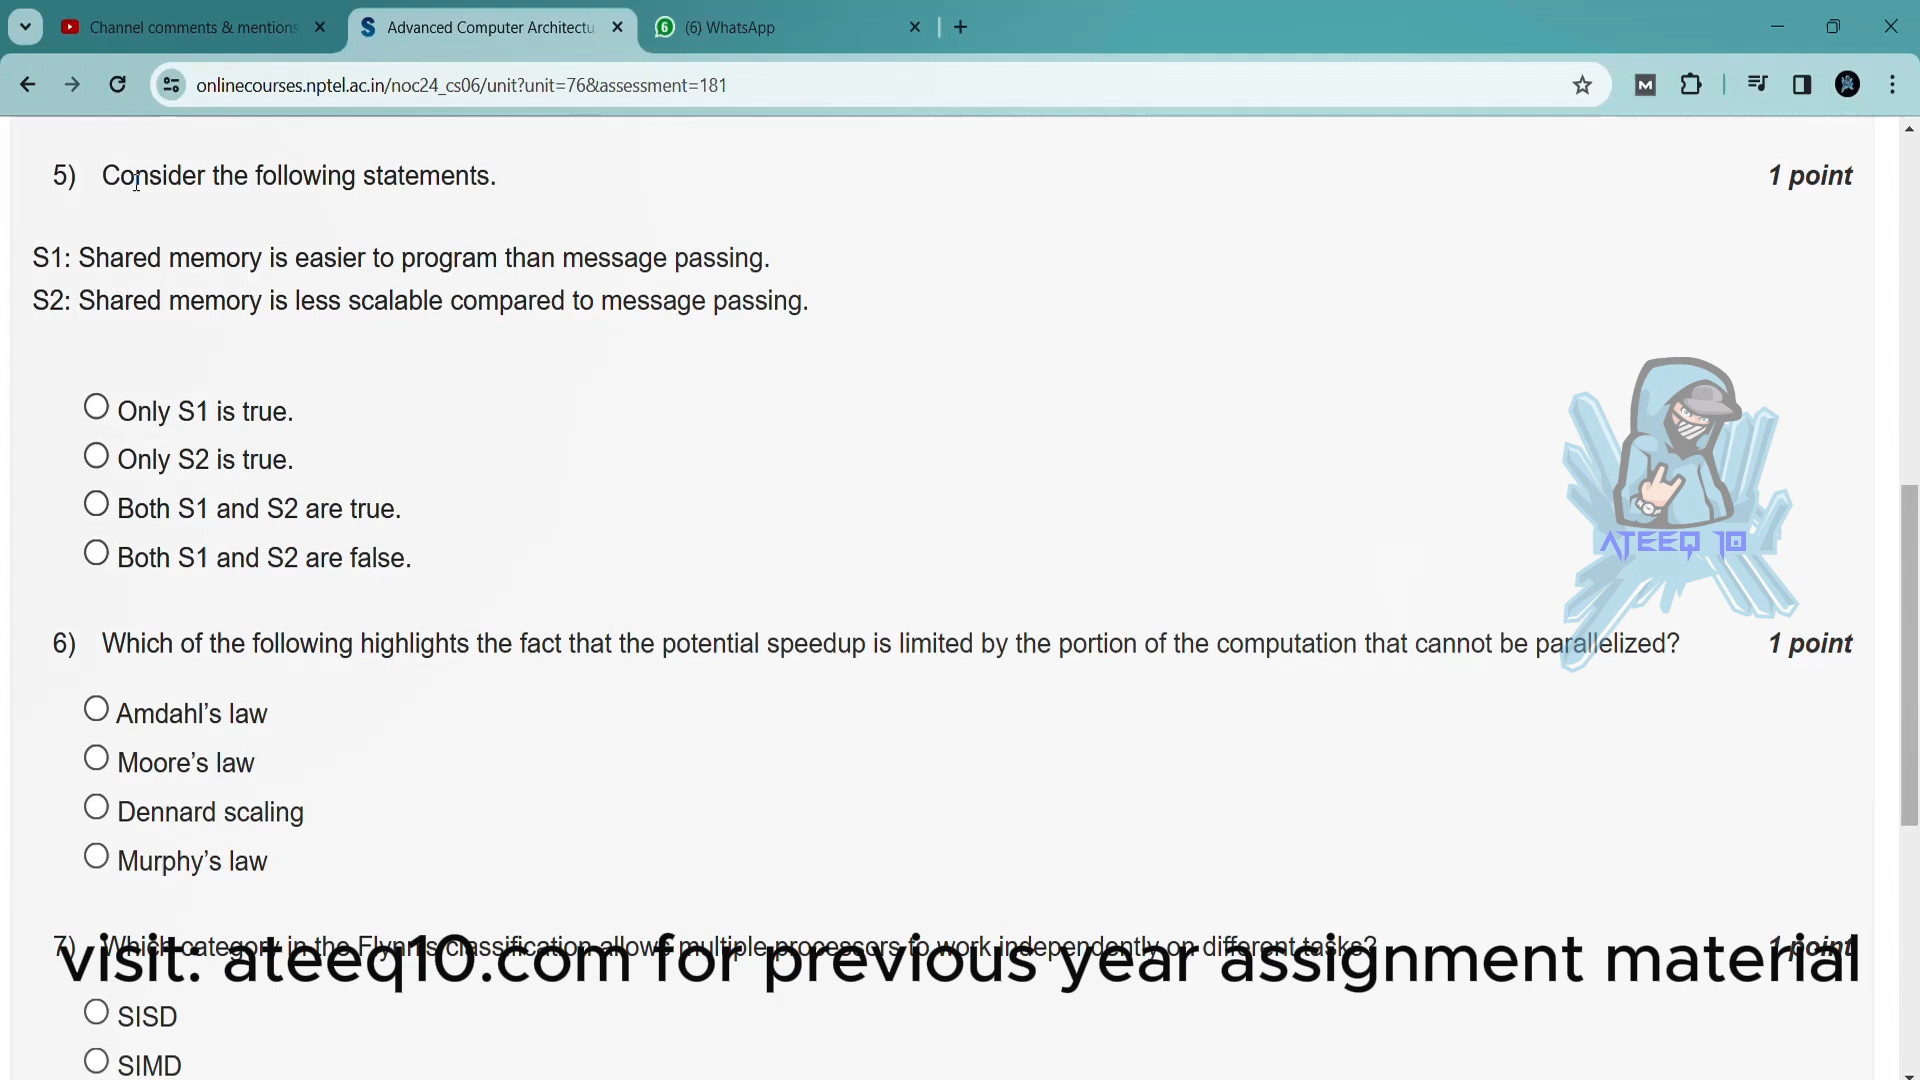 Channel comments & mentions
Advanced Computer Architectu
6
(6) WhatsApp
onlinecourses.nptel.ac.in/noc24_cs06/unit?unit=76&assessment=181
M
5) Consider the following statements. 1 point
S1: Shared memory is easier to program than message passing.
S2: Shared memory is less scalable compared to message passing.
Only S1 is true.
Only S2 is true.
Both S1 and S2 are true.
Both S1 and S2 are false.
ATEEQ 10
6) Which of the following highlights the fact that the potential speedup is limited by the portion of the computation that cannot be parallelized? 1 point
Amdahl’s law
Moore’s law
Dennard scaling
Murphy’s law
7) Which category in the Flynn's classification allows multiple processors to work independently on different tasks? 1 point
visit: ateeq10.com for previous year assignment material
SISD
SIMD